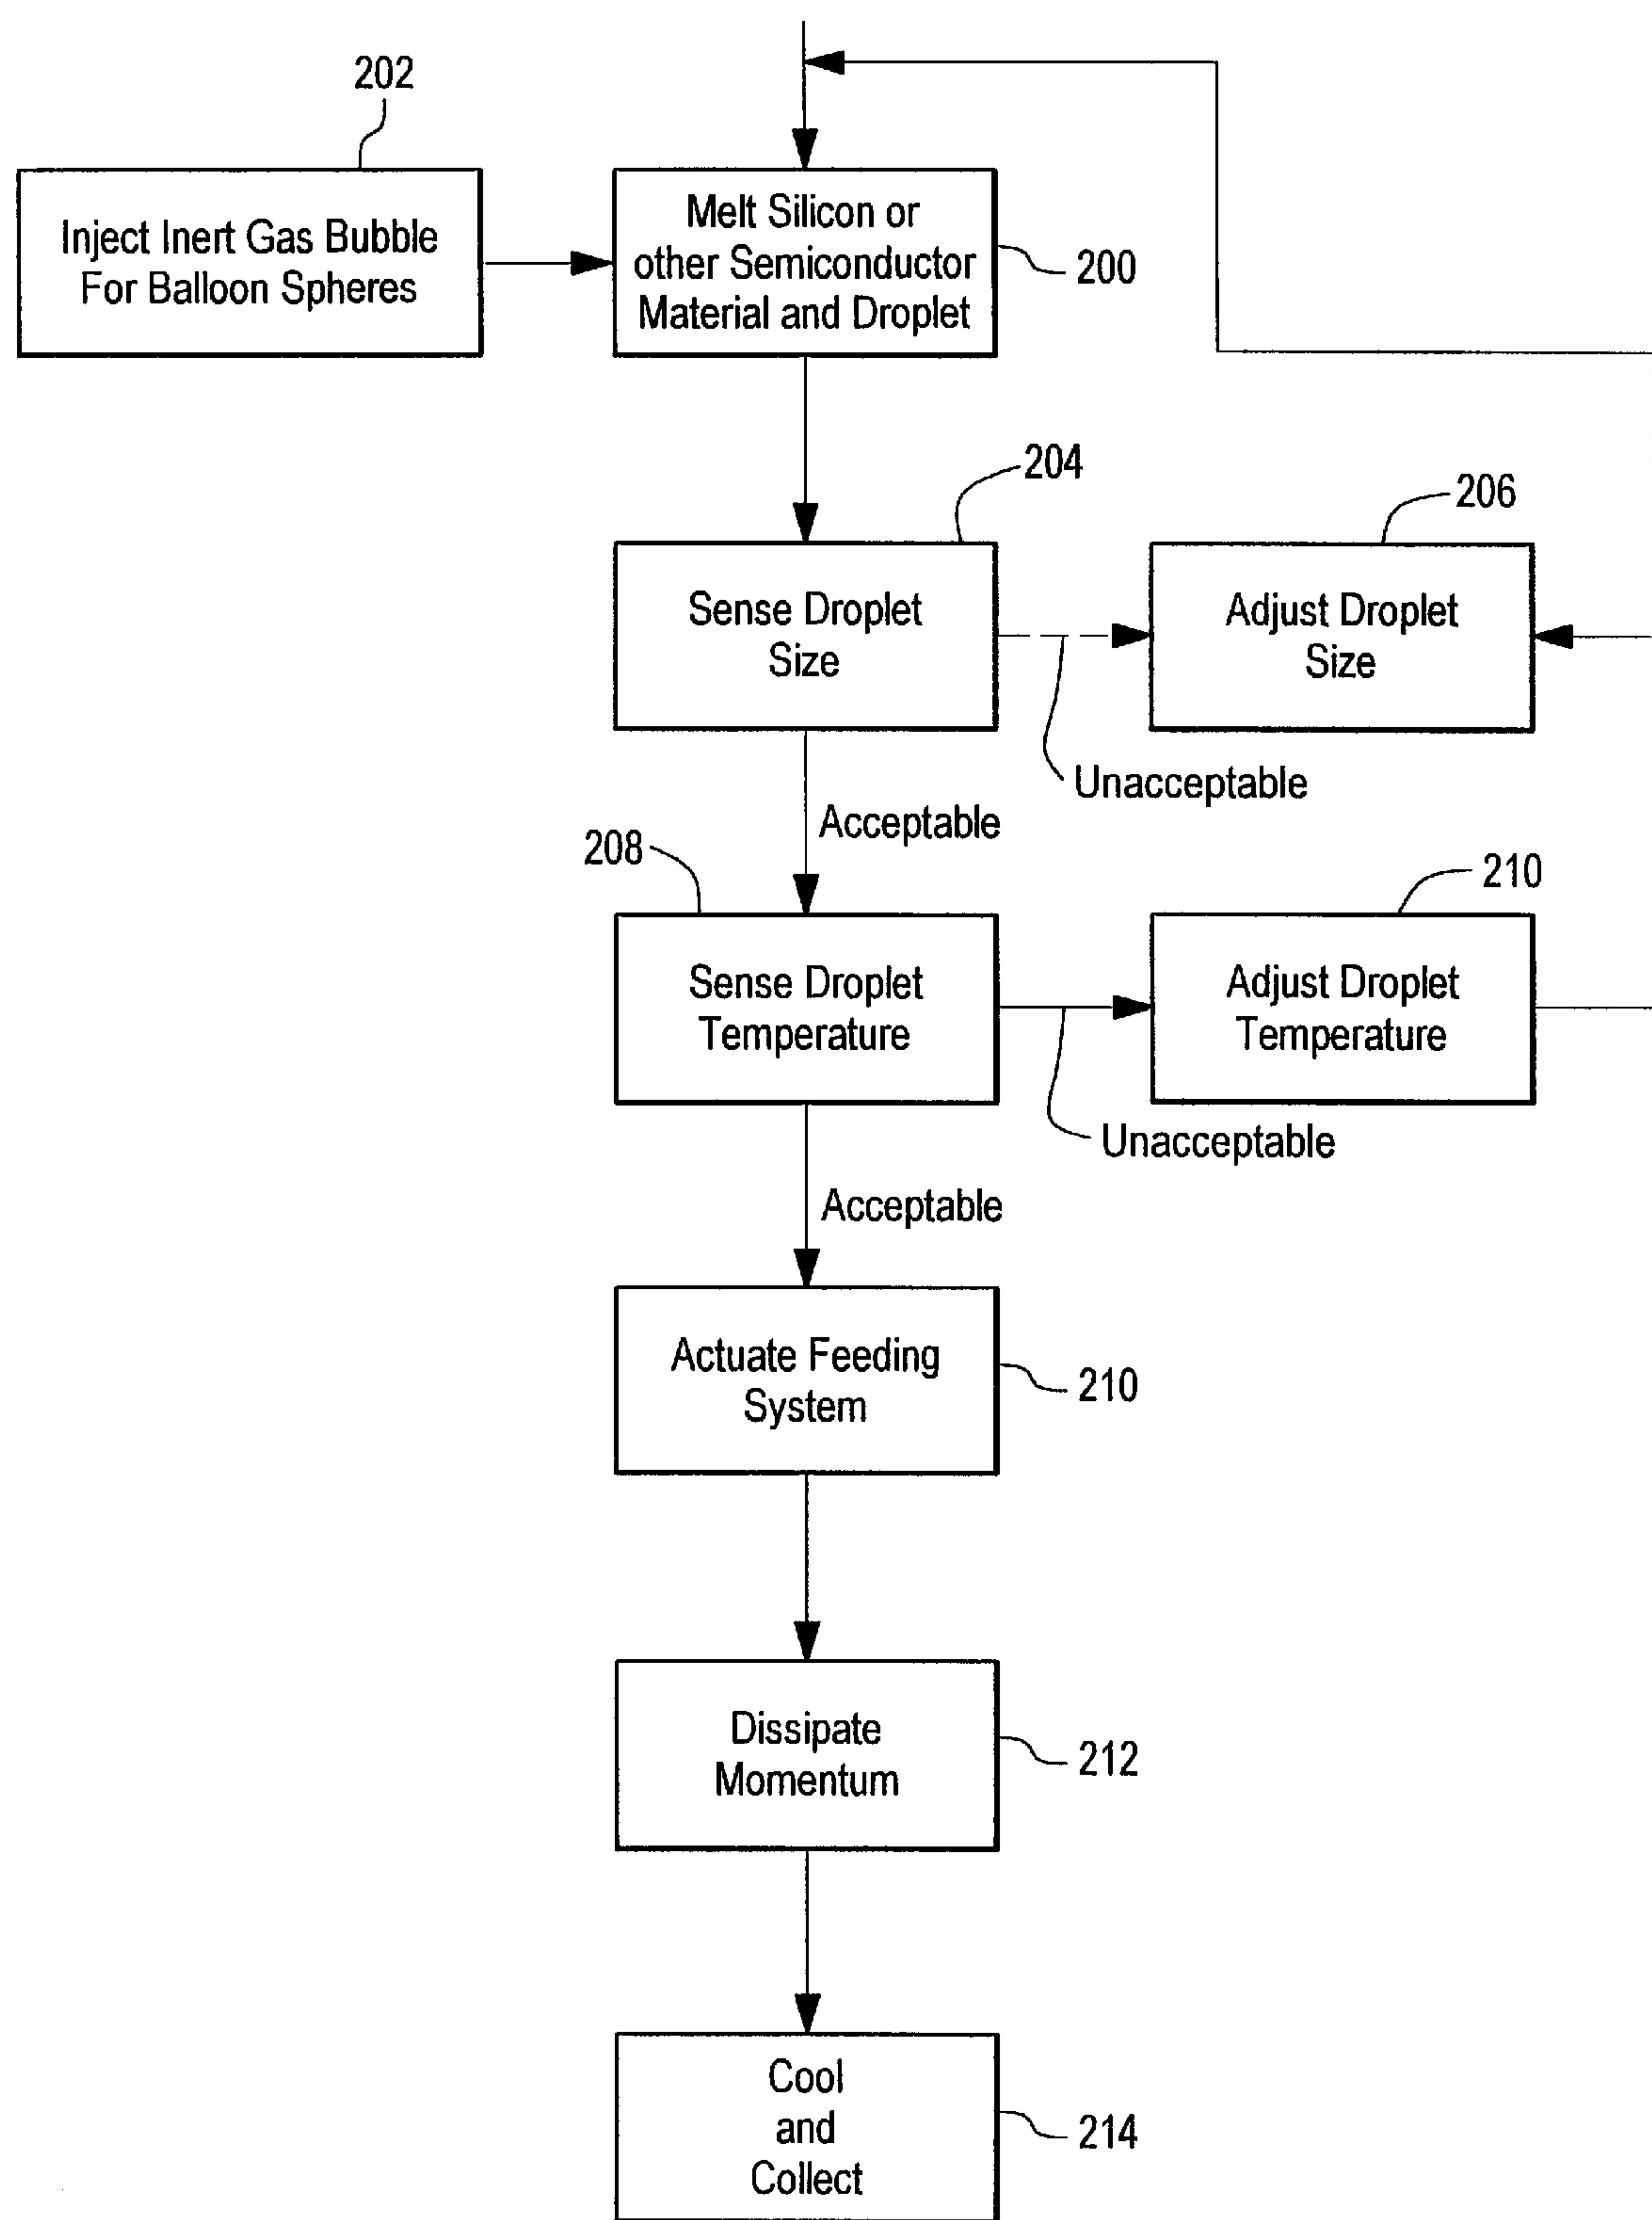 202
Inject Inert Gas Bubble
For Balloon Spheres
Melt Silicon or
other Semiconductor
Material and Droplet
200
204
206
Sense Droplet
Size
Adjust Droplet
Size
Unacceptable
Acceptable
208
210
Sense Droplet
Temperature
Adjust Droplet
Temperature
Unacceptable
Acceptable
Actuate Feeding
System
210
Dissipate
Momentum
212
Cool
and
Collect
214